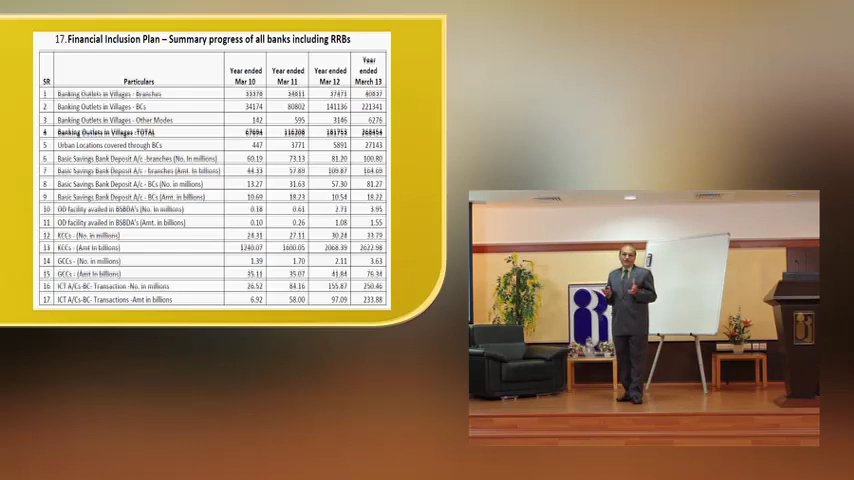 17.Financial Inclusion Plan – Summary progress of all banks including RRBs
SR Particulars Year ended Mar 10 Year ended Mar 11 Year ended Mar 12 Year ended March 13
1 Banking Outlets in Villages - Branches 33378 34811 37471 40837
2 Banking Outlets in Villages - BCs 34174 80802 141136 221341
3 Banking Outlets in Villages - Other Modes 142 595 3146 6276
4 Banking Outlets in Villages -TOTAL 67694 116208 181753 268454
5 Urban Locations covered through BCs 447 3771 5891 27143
6 Basic Savings Bank Deposit A/c -branches (No. In millions) 60.19 73.13 81.20 100.80
7 Basic Savings Bank Deposit A/c - branches (Amt. In billions) 44.33 57.89 109.87 164.69
8 Basic Savings Bank Deposit A/c - BCs (No. in millions) 13.27 31.63 57.30 81.27
9 Basic Savings Bank Deposit A/c - BCs (Amt. in billions) 10.69 18.23 10.54 18.22
10 OD facility availed in BSBDA's (No. In millions) 0.18 0.61 2.71 3.95
11 OD facility availed in BSBDA's (Amt. in billions) 0.10 0.26 1.08 1.55
12 KCCs - (No. in millions) 24.31 27.11 30.24 33.79
13 KCCs - (Amt In billions) 1240.07 1600.05 2068.39 2622.98
14 GCCs - (No. in millions) 1.39 1.70 2.11 3.63
15 GCCs - (Amt In billions) 35.11 35.07 41.84 76.34
16 ICT A/Cs-BC- Transaction -No. in millions 26.52 84.16 155.87 250.46
17 ICT A/Cs-BC- Transactions -Amt in billions 6.92 58.00 97.09 233.88